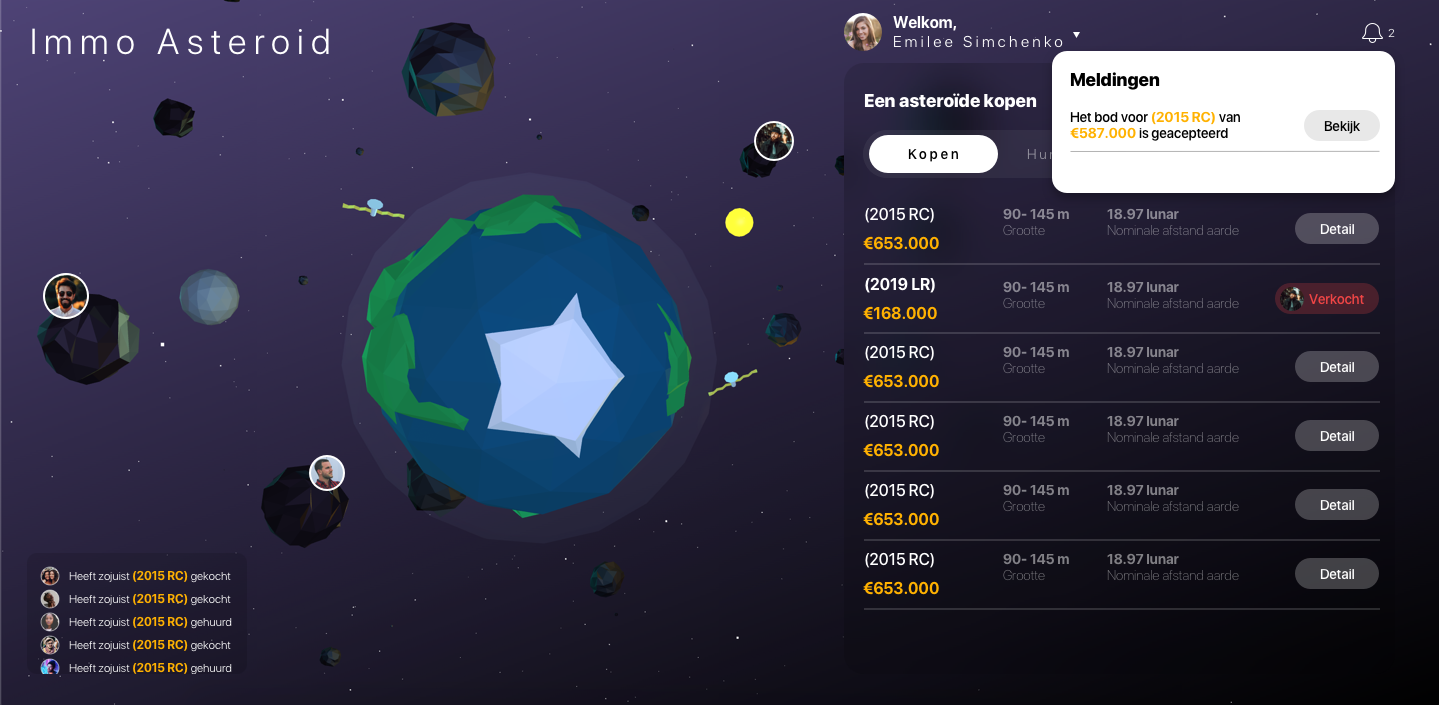 Immo Asteroid
Welkom,
Emilee Simchenko
2
Meldingen
Het bod voor (2015 RC) van
€587.000 is geacepteerd
Bekijk
Een asteroïde kopen
Kopen
(2015 RC)
€653.000
90- 145 m
Grootte
18.97 lunar
Nominale afstand aarde
Detail
(2019 LR)
€168.000
90- 145 m
Grootte
18.97 lunar
Nominale afstand aarde
Verkocht
(2015 RC)
€653.000
90- 145 m
Grootte
18.97 lunar
Nominale afstand aarde
Detail
(2015 RC)
€653.000
90- 145 m
Grootte
18.97 lunar
Nominale afstand aarde
Detail
(2015 RC)
€653.000
90- 145 m
Grootte
18.97 lunar
Nominale afstand aarde
Detail
(2015 RC)
€653.000
90- 145 m
Grootte
18.97 lunar
Nominale afstand aarde
Detail
Heeft zojuist (2015 RC) gekocht
Heeft zojuist (2015 RC) gekocht
Heeft zojuist (2015 RC) gehuurd
Heeft zojuist (2015 RC) gekocht
Heeft zojuist (2015 RC) gehuurd